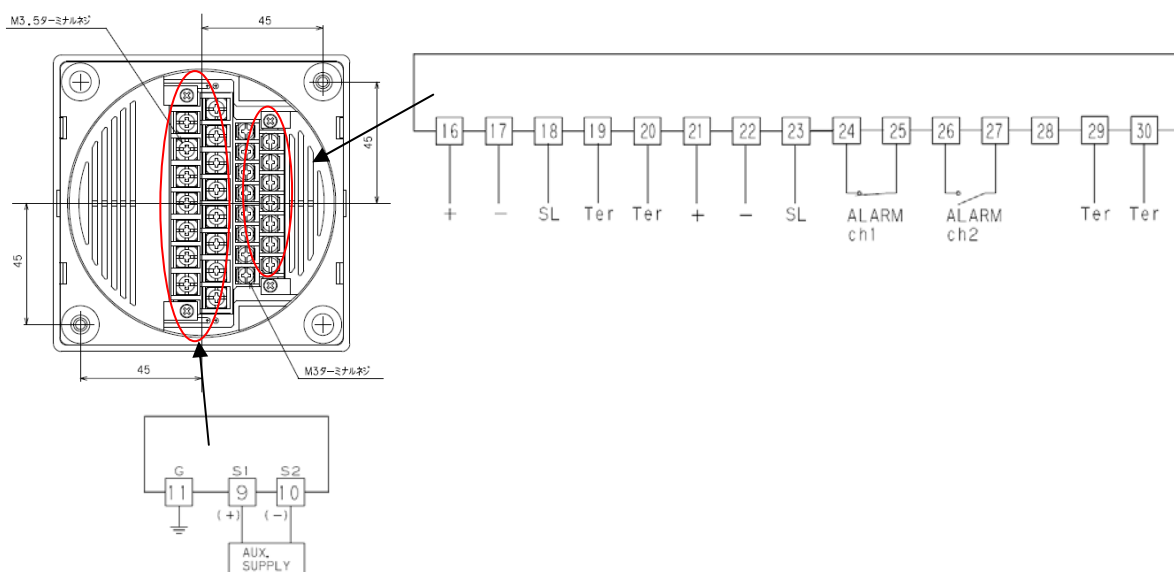 M3.5ターミナルネジ
45
45
45
45
M3ターミナルネジ
16 17 18 19 20 21 22 23 24 25 26 27 28 29 30
+ - SL Ter Ter + - SL ALARM ch1 ALARM ch2 Ter Ter
G S1 S2
11 9 10
(+) (-)
AUX.
SUPPLY